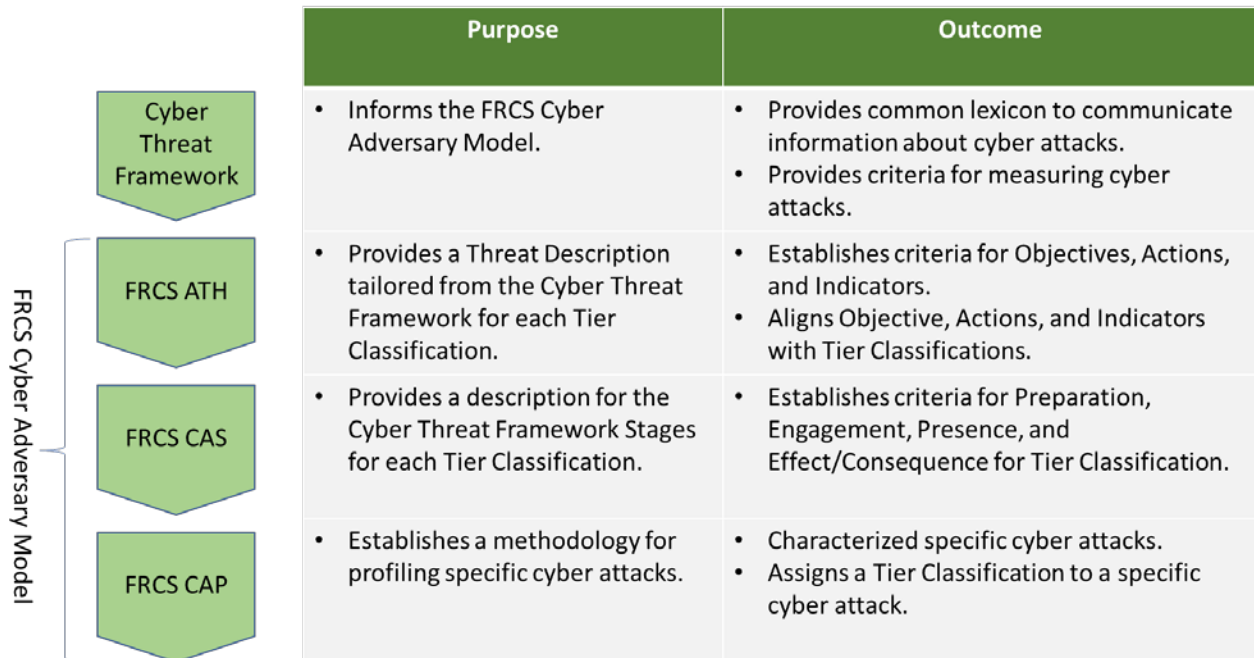 Purpose
Outcome
Cyber
Threat
Framework
• Informs the FRCS Cyber
Adversary Model.
• Provides common lexicon to communicate
information about cyber attacks.
• Provides criteria for measuring cyber
attacks.
FRCS Cyber Adversary Model
FRCS ATH
• Provides a Threat Description
tailored from the Cyber Threat
Framework for each Tier
Classification.
• Establishes criteria for Objectives, Actions,
and Indicators.
• Aligns Objective, Actions, and Indicators
with Tier Classifications.
FRCS CAS
• Provides a description for the
Cyber Threat Framework Stages
for each Tier Classification.
• Establishes criteria for Preparation,
Engagement, Presence, and
Effect/Consequence for Tier Classification.
FRCS CAP
• Establishes a methodology for
profiling specific cyber attacks.
• Characterized specific cyber attacks.
• Assigns a Tier Classification to a specific
cyber attack.